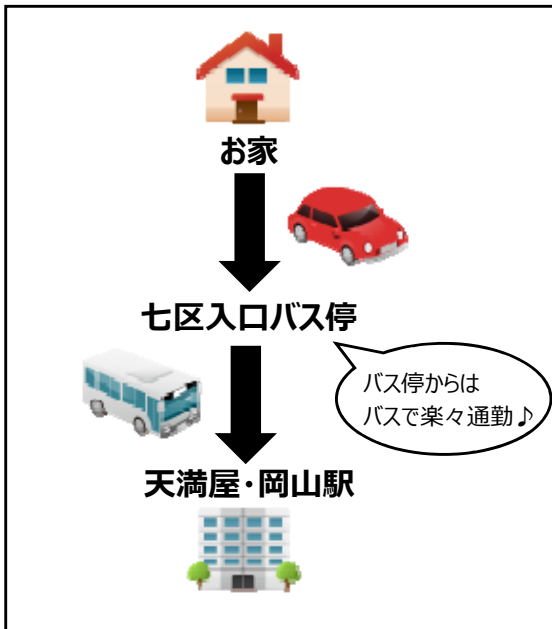 お家
七区入口バス停
バス停からは
バスで楽々通勤♪
天満屋・岡山駅